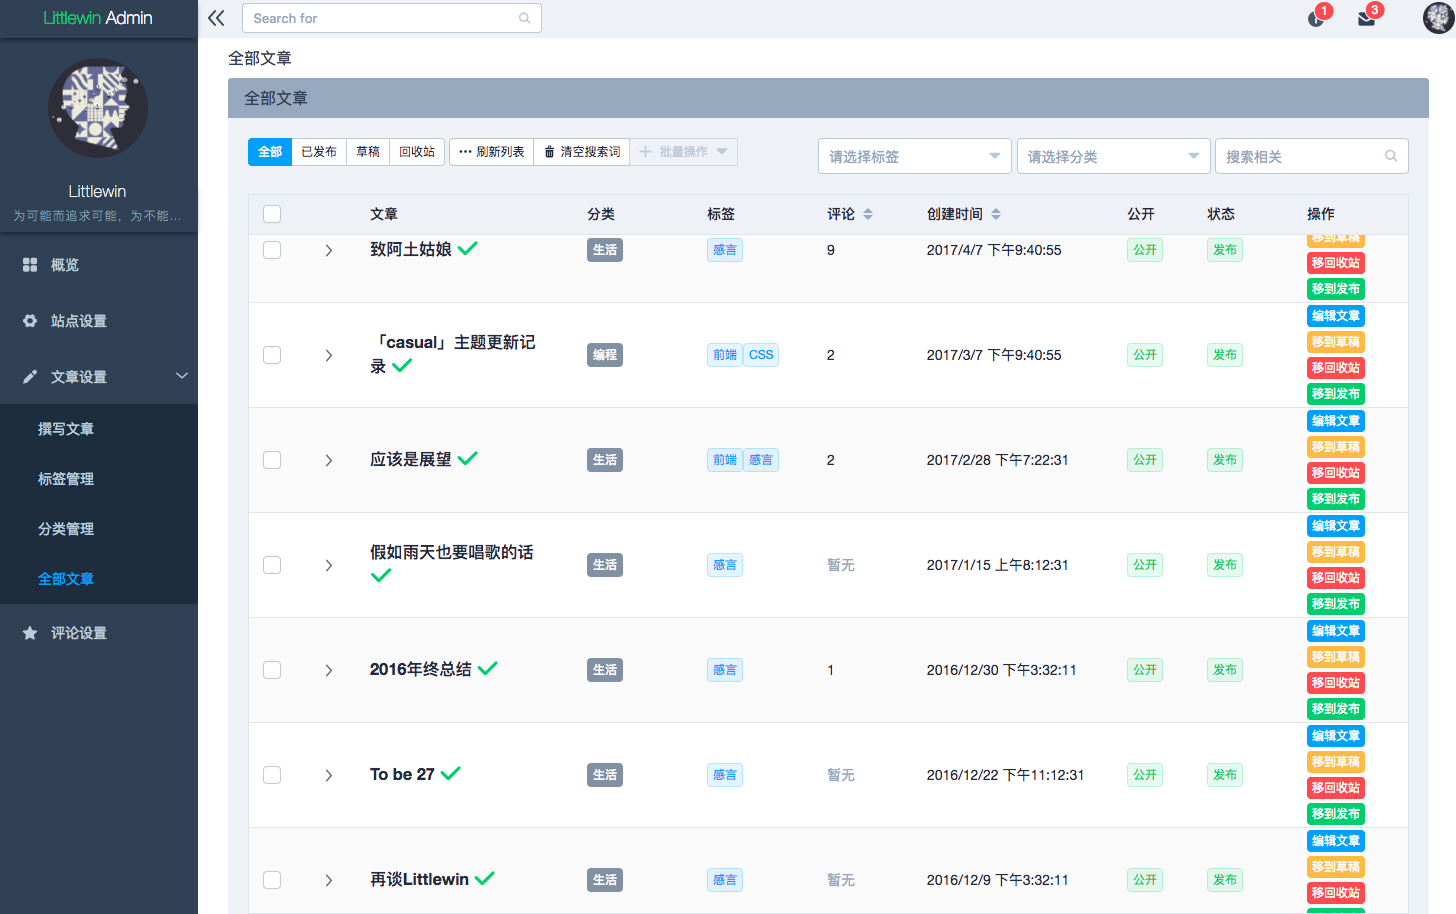 Littlewin Admin
Search for
1
3
Littlewin
为可能而追求可能，为不能...
概览
站点设置
文章设置
撰写文章
标签管理
分类管理
全部文章
评论设置
全部文章
全部文章
全部 已发布 草稿 回收站 刷新列表 清空搜索词 批量操作 请选择标签 请选择分类 搜索相关
文章 分类 标签 评论 创建时间 公开 状态 操作
移到草稿
致阿土姑娘 生活 感言 9 2017/4/7 下午9:40:55 公开 发布
移回收站
移到发布
编辑文章
「casual」主题更新记
录 编程 前端 CSS 2 2017/3/7 下午9:40:55 公开 发布
移到草稿
移回收站
移到发布
编辑文章
移到草稿
应该是展望 生活 前端 感言 2 2017/2/28 下午7:22:31 公开 发布
移回收站
移到发布
编辑文章
移到草稿
假如雨天也要唱歌的话 生活 感言 暂无 2017/1/15 上午8:12:31 公开 发布
移回收站
移到发布
编辑文章
移到草稿
2016年终总结 生活 感言 1 2016/12/30 下午3:32:11 公开 发布
移回收站
移到发布
编辑文章
移到草稿
To be 27 生活 感言 暂无 2016/12/22 下午11:12:31 公开 发布
移回收站
移到发布
编辑文章
移到草稿
再谈Littlewin 生活 感言 暂无 2016/12/9 下午3:32:11 公开 发布
移回收站